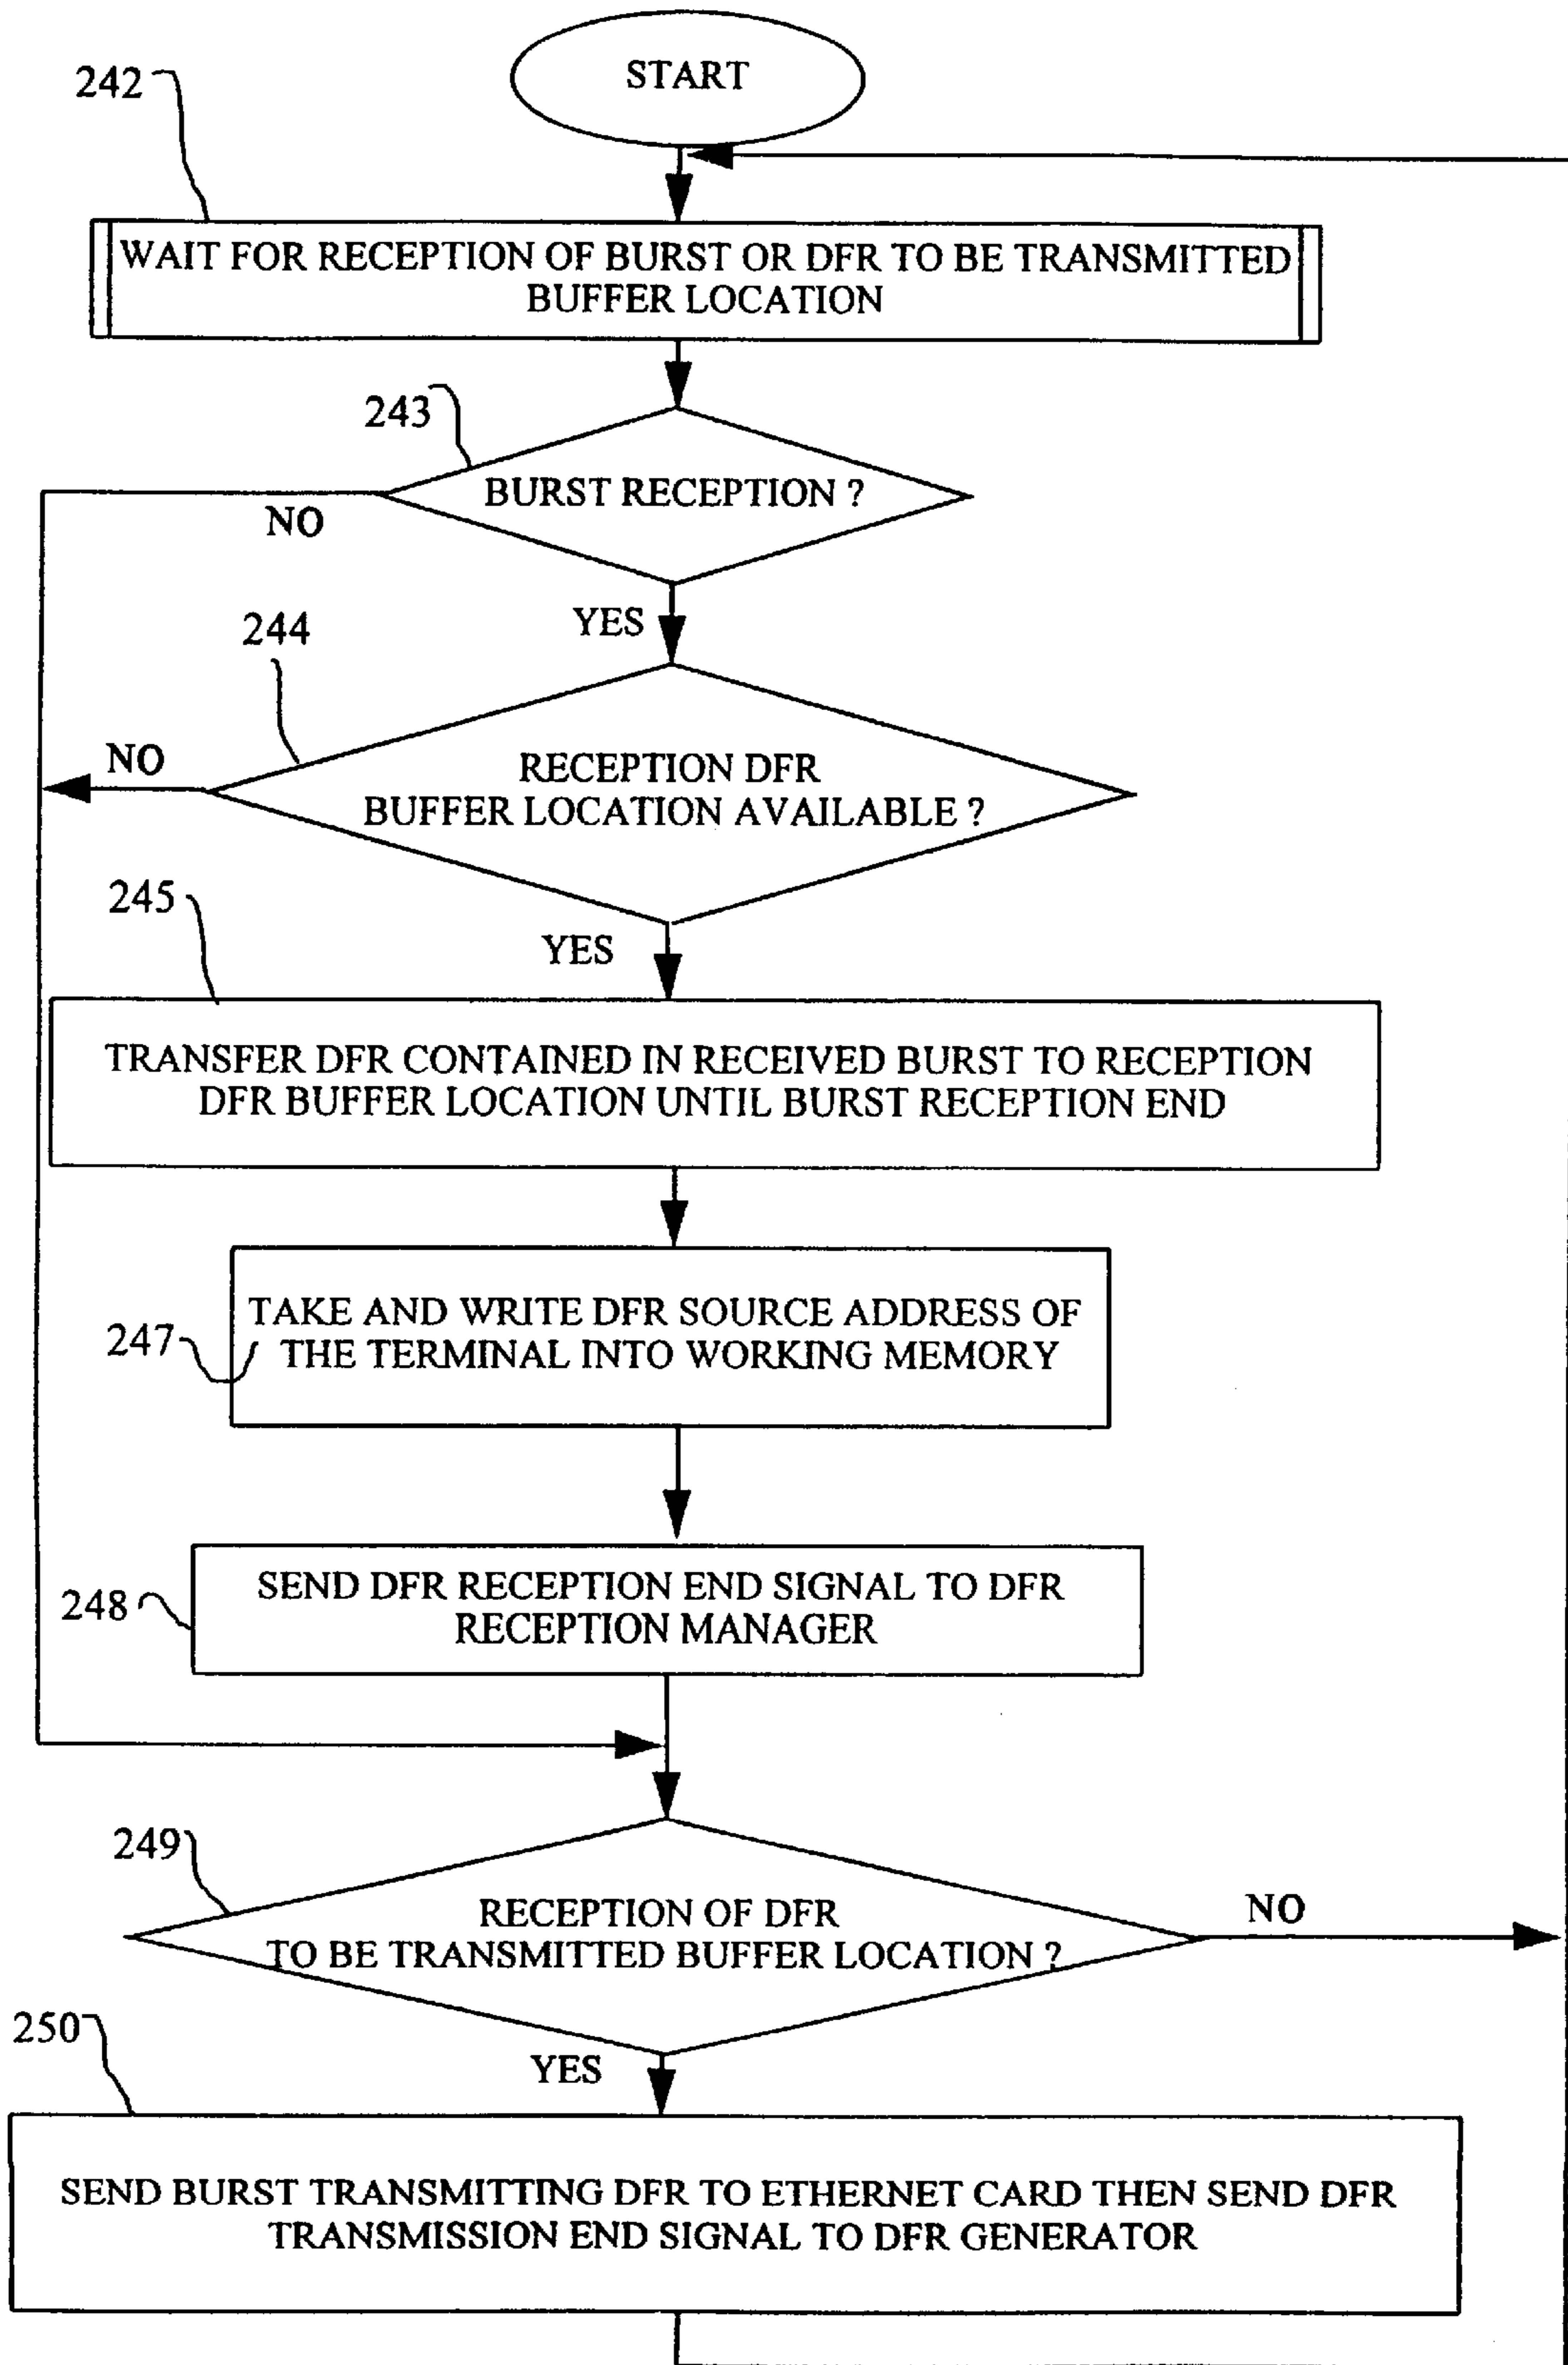 START
242
WAIT FOR RECEPTION OF BURST OR DFR TO BE TRANSMITTED
BUFFER LOCATION
243
BURST RECEPTION ?
NO
YES
244
NO
RECEPTION DFR
BUFFER LOCATION AVAILABLE ?
245
YES
TRANSFER DFR CONTAINED IN RECEIVED BURST TO RECEPTION
DFR BUFFER LOCATION UNTIL BURST RECEPTION END
TAKE AND WRITE DFR SOURCE ADDRESS OF
THE TERMINAL INTO WORKING MEMORY
247
SEND DFR RECEPTION END SIGNAL TO DFR
RECEPTION MANAGER
248
249
RECEPTION OF DFR
TO BE TRANSMITTED BUFFER LOCATION ?
NO
250
YES
SEND BURST TRANSMITTING DFR TO ETHERNET CARD THEN SEND DFR
TRANSMISSION END SIGNAL TO DFR GENERATOR